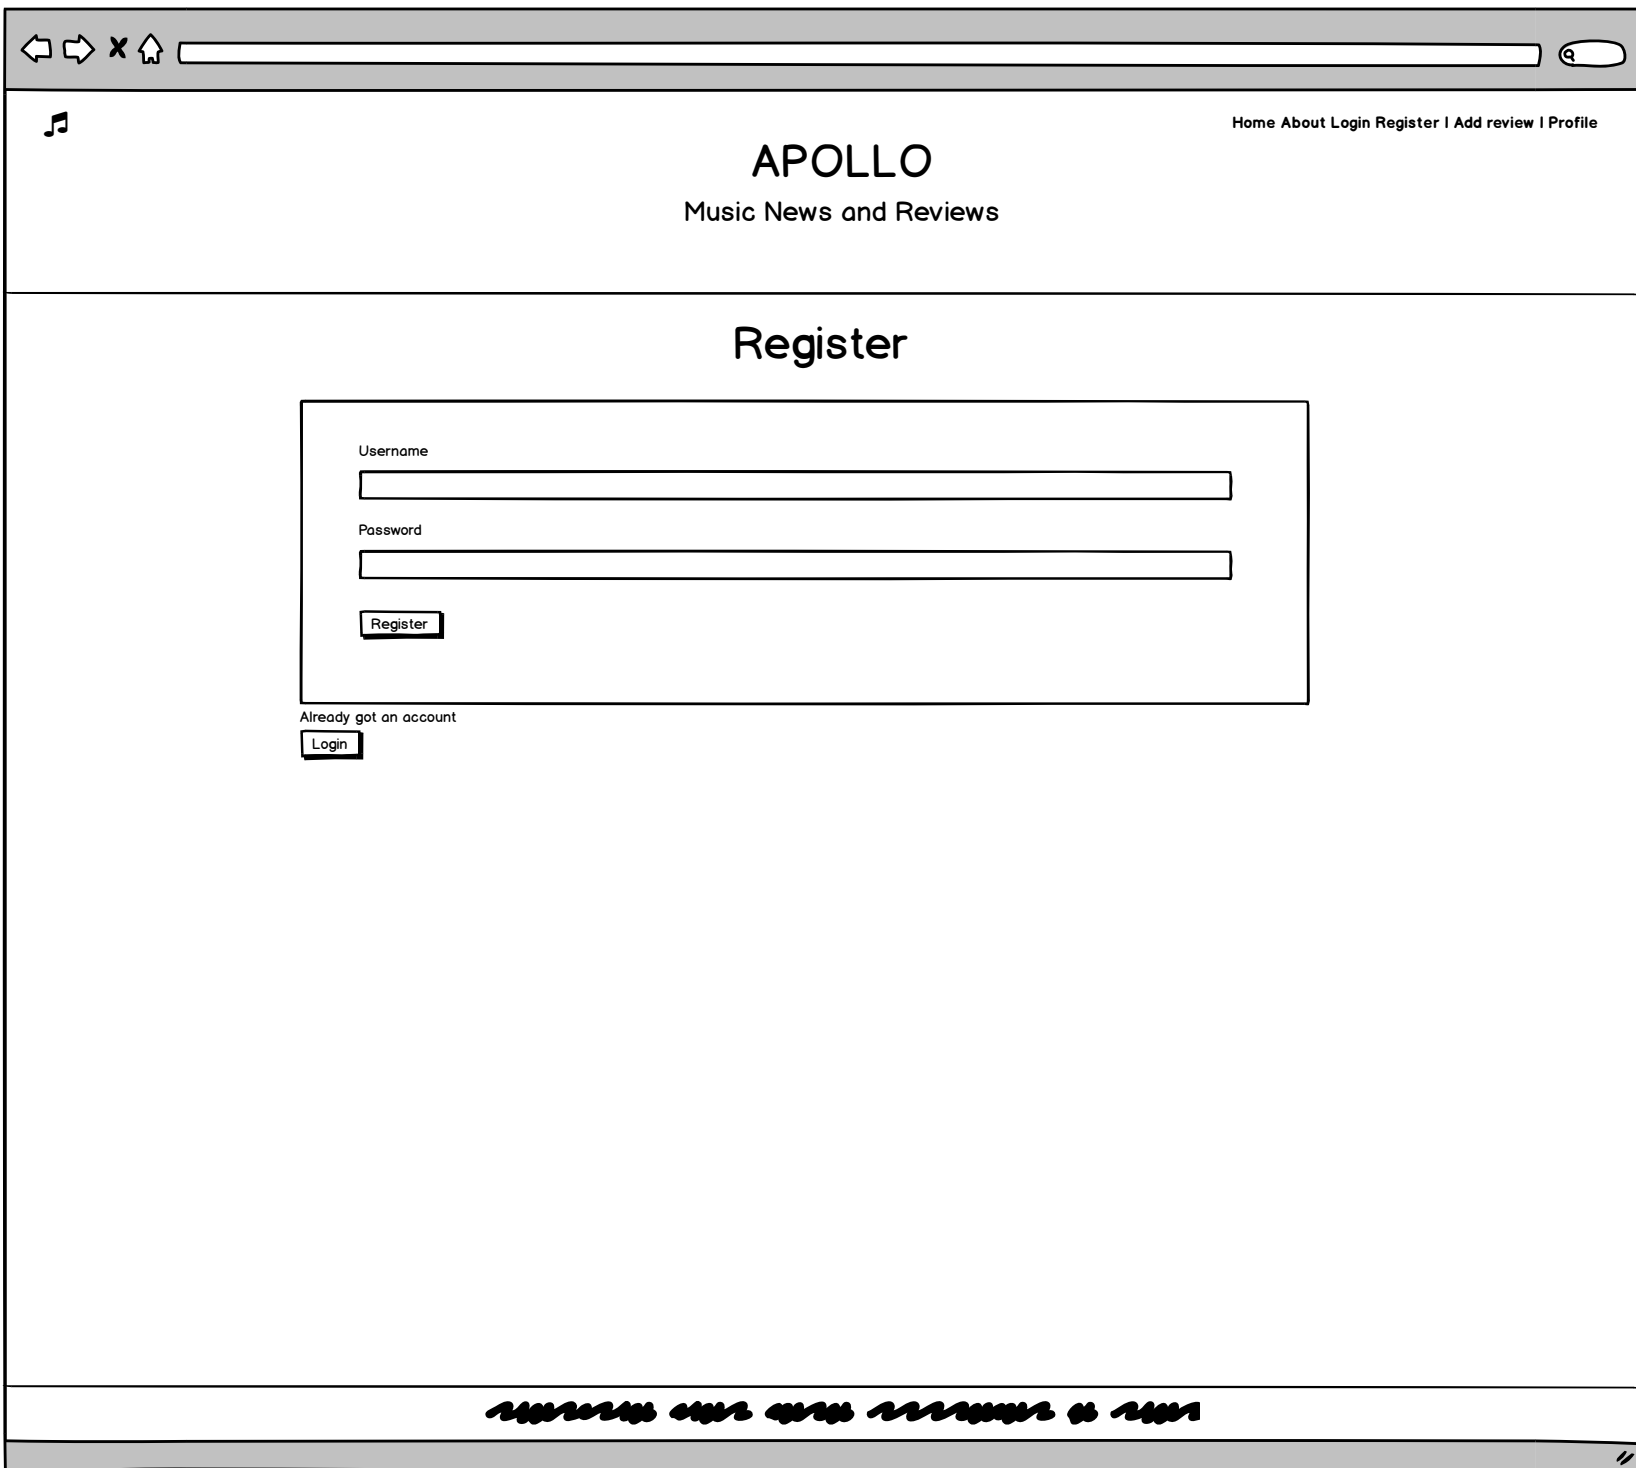 Home About Login Register | Add review | Profile
APOLLO
Music News and Reviews
Register
Username
Password
Register
Already got an account
Login